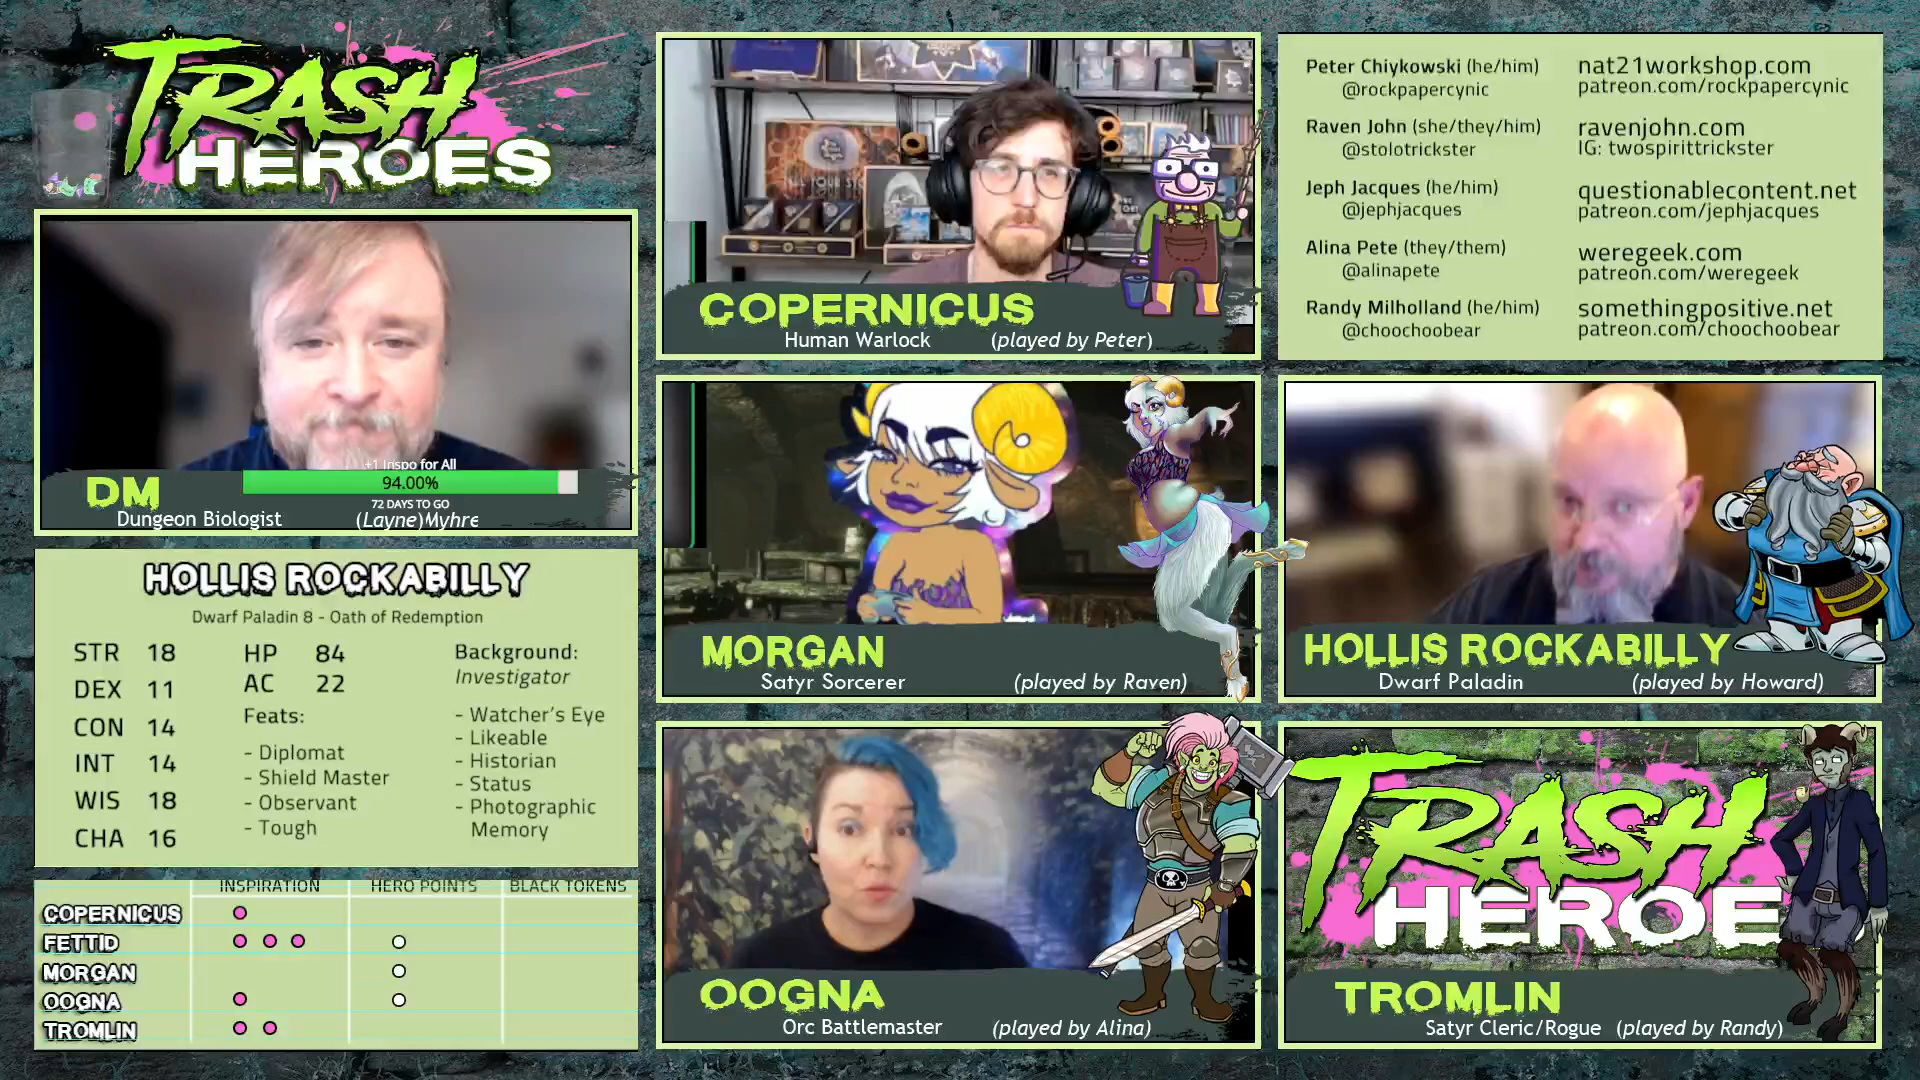 TRASH
HEROES
+1 Inspo for All
94.00%
72 DAYS TO GO
DM
Dungeon Biologist (Layne)Myhre
HOLLIS ROCKABILLY
Dwarf Paladin 8 - Oath of Redemption
STR 18
DEX 11
CON 14
INT 14
WIS 18
CHA 16
HP 84
AC 22
Feats:
- Diplomat
- Shield Master
- Observant
- Tough
Background:
Investigator
- Watcher's Eye
- Likeable
- Historian
- Status
- Photographic
Memory
INSPIRATION HERO POINTS BLACK TOKENS
COPERNICUS
FETTID
MORGAN
OOGNA
TROMLIN
COPERNICUS
Human Warlock (played by Peter)
MORGAN
Satyr Sorcerer (played by Raven)
OOGNA
Orc Battlemaster (played by Alina)
Peter Chiykowski (he/him) nat21workshop.com
@rockpapercynic patreon.com/rockpapercynic
Raven John (she/they/him) ravenjohn.com
@stolotrickster IG: twospirittrickster
Jeph Jacques (he/him) questionablecontent.net
@jephjacques patreon.com/jephjacques
Alina Pete (they/them) weregeek.com
@alinapete patreon.com/weregeek
Randy Milholland (he/him) somethingpositive.net
@choochoobear patreon.com/choochoobear
HOLLIS ROCKABILLY
Dwarf Paladin (played by Howard)
TRASH
HEROE
TROMLIN
Satyr Cleric/Rogue (played by Randy)